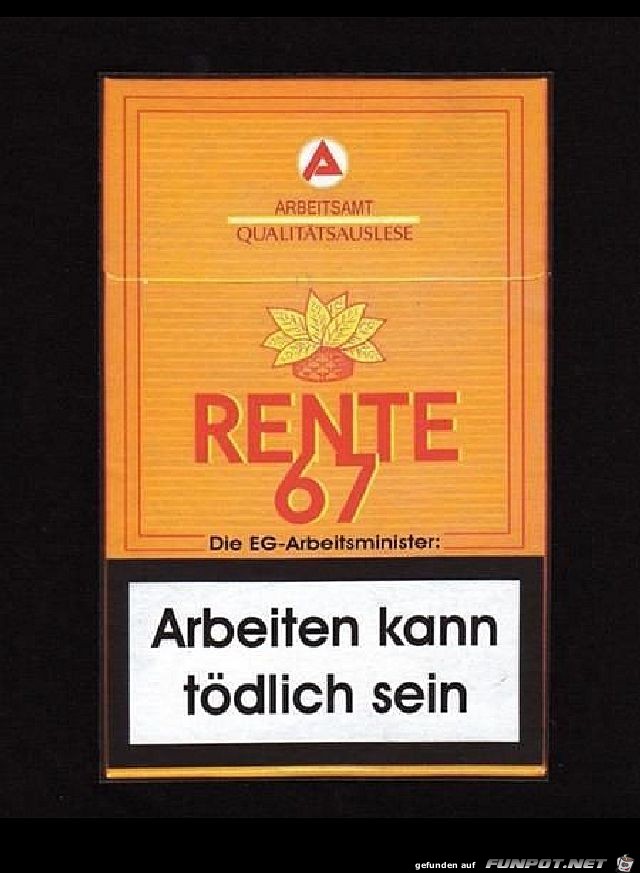 ARBEITSAMT
QUALITÄTSAUSLESE
RENTE
67
Die EG-Arbeitsminister:
Arbeiten kann
tödlich sein
gefunden auf FUNPOT.NET